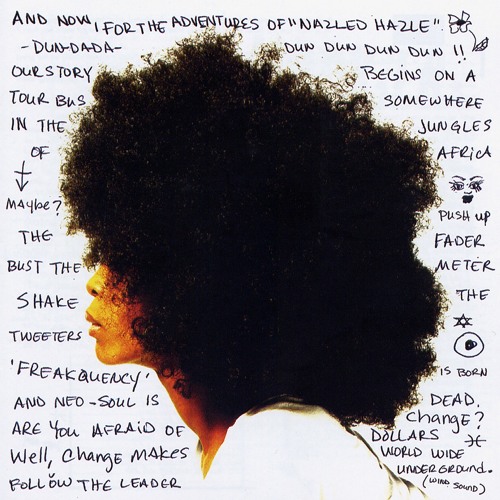 AND NOW, FOR THE ADVENTURES OF "NAZLED HAZLE".
-DUN-DADA- DUN DUN DUN DUN !!
OUR STORY BEGINS ON A
TOUR BUS SOMEWHERE
IN THE JUNGLES
OF AFRICA
MAYbe? PUSH UP
THE FADER
BUST THE METER
SHAKE THE
TWEETERS IS BORN
'FREAKQUENCY'
AND NEO-SOUL IS DEAD.
ARE YOU AFRAID OF Change?
Well, Change MAKES DOLLARS
FOLLOW THE LEADER WORLD WIDE
UNDERGROUND.
(WIND SOUND)